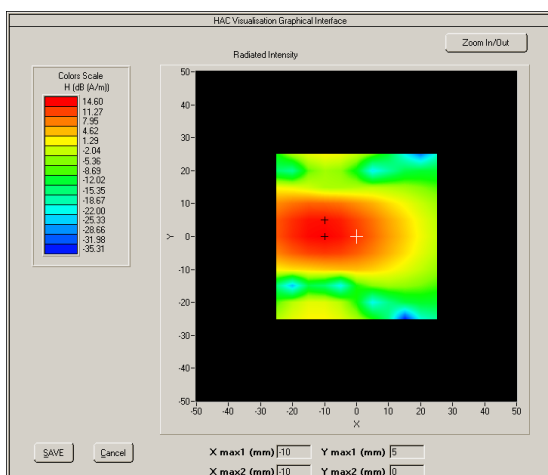 HAC Visualisation Graphical Interface
Zoom In/Out
Radiated Intensity
Colors Scale
H (dB (A/m))
14.60
11.27
7.95
4.62
1.29
-2.04
-5.36
-8.69
-12.02
-15.35
-18.67
-22.00
-25.33
-28.66
-31.98
-35.31
50
40
30
20
10
0
-10
-20
-30
-40
-50
Y
-50 -40 -30 -20 -10 0 10 20 30 40 50
X
SAVE Cancel
X max1 (mm) -10 Y max1 (mm) 5
X max2 (mm) -10 Y max2 (mm) 0